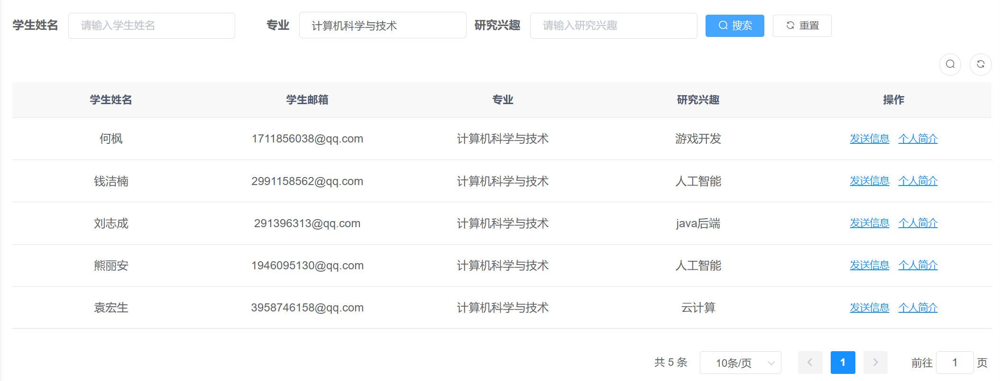 学生姓名 请输入学生姓名 专业 计算机科学与技术 研究兴趣 请输入研究兴趣 搜索 重置
学生姓名 学生邮箱 专业 研究兴趣 操作
何枫 1711856038@qq.com 计算机科学与技术 游戏开发 发送信息 个人简介
钱洁楠 2991158562@qq.com 计算机科学与技术 人工智能 发送信息 个人简介
刘志成 291396313@qq.com 计算机科学与技术 java后端 发送信息 个人简介
熊丽安 1946095130@qq.com 计算机科学与技术 人工智能 发送信息 个人简介
袁宏生 3958746158@qq.com 计算机科学与技术 云计算 发送信息 个人简介
共 5 条 10条/页 1 前往 1 页